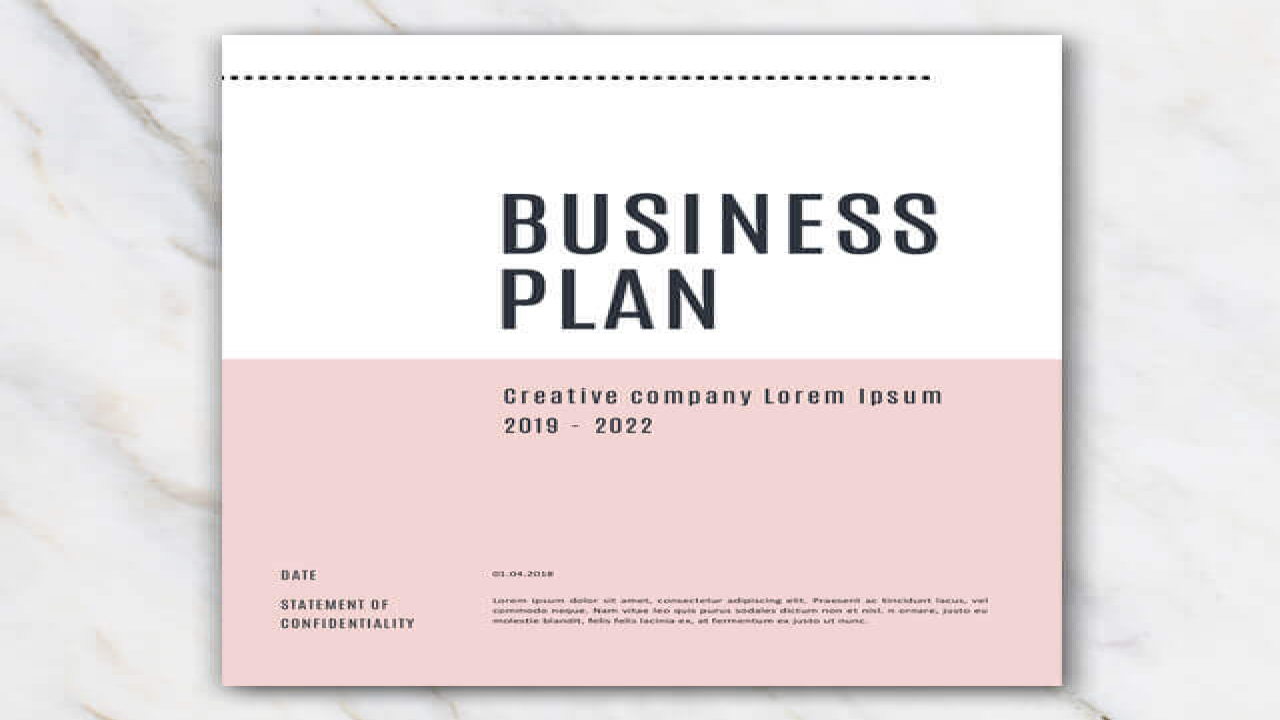 BUSINESS
PLAN
Creative company Lorem Ipsum
2019 - 2022
DATE
01.04.2018
STATEMENT OF
CONFIDENTIALITY
Lorem ipsum dolor sit amet, consectetur adipiscing elit. Praesent ac tincidunt lacus, vel
commodo neque. Nam vitae leo quis purus sodales dictum non et nisl. n ornare, justo eu
molestie blandit, felis felis lacinia ex, at fermentum ex justo ut nunc.